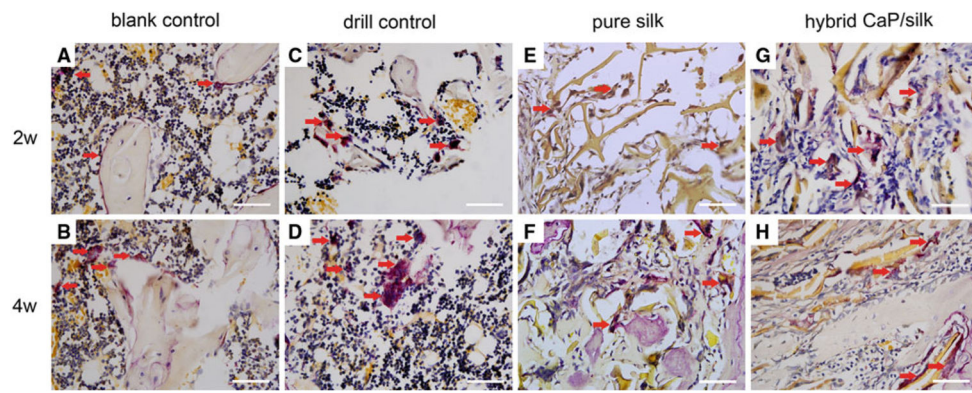 blank control drill control pure silk hybrid CaP/silk
2w A C E G
4w B D F H